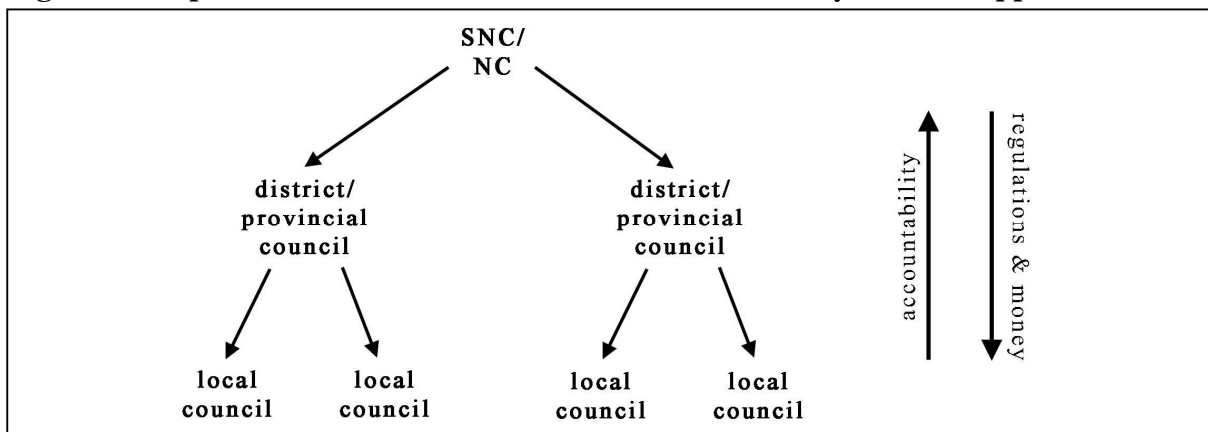 SNC/
NC
district/
provincial
council
district/
provincial
council
local
council
local
council
local
council
local
council
accountability
regulations & money